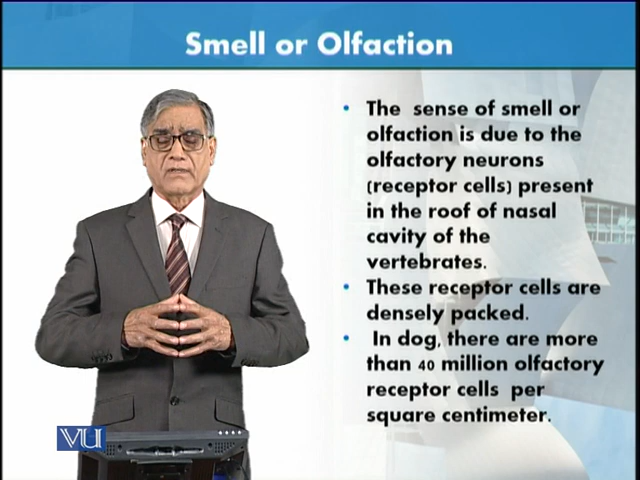 Smell or Olfaction
• The sense of smell or
olfaction is due to the
olfactory neurons
(receptor cells) present
in the roof of nasal
cavity of the
vertebrates.
• These receptor cells are
densely packed.
• In dog, there are more
than 40 million olfactory
receptor cells per
square centimeter.
VU